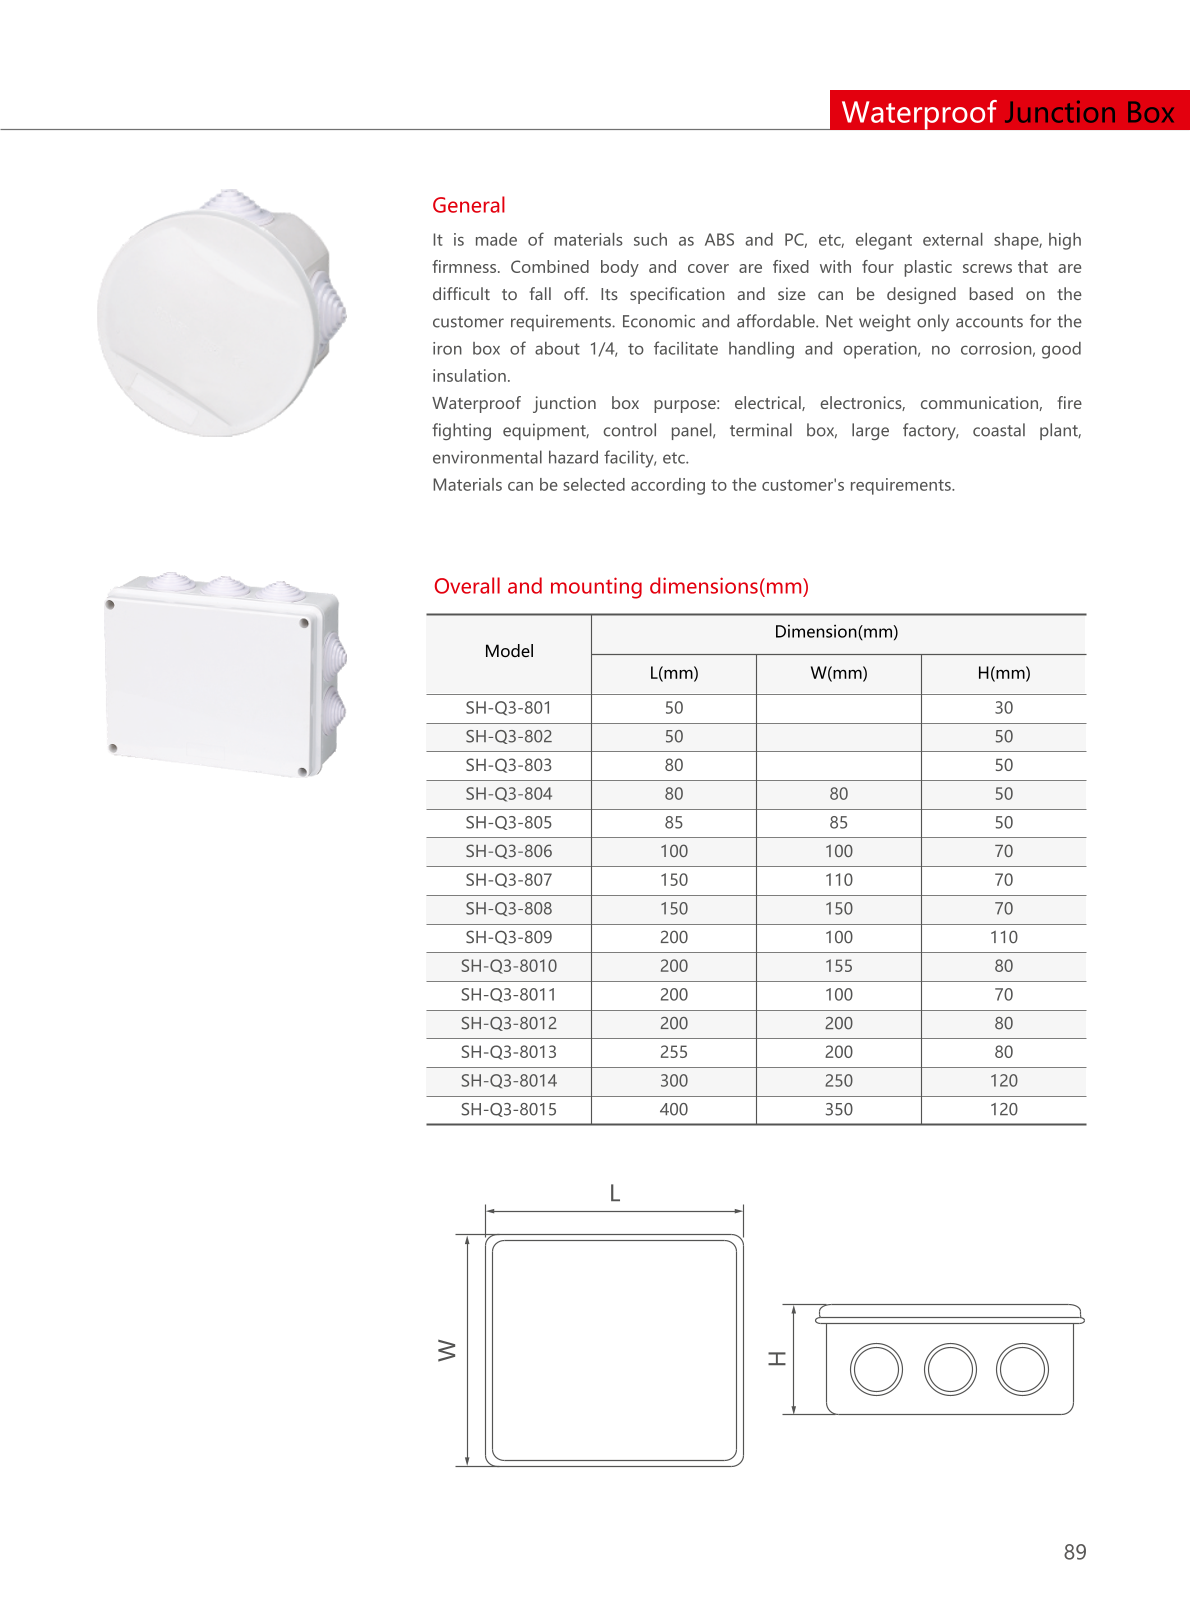 Waterproof Junction Box
General
It is made of materials such as ABS and PC, etc, elegant external shape, high
firmness. Combined body and cover are fixed with four plastic screws that are
difficult to fall off. Its specification and size can be designed based on the
customer requirements. Economic and affordable. Net weight only accounts for the
iron box of about 1/4, to facilitate handling and operation, no corrosion, good
insulation.
Waterproof junction box purpose: electrical, electronics, communication, fire
fighting equipment, control panel, terminal box, large factory, coastal plant,
environmental hazard facility, etc.
Materials can be selected according to the customer's requirements.
Overall and mounting dimensions(mm)
Model Dimension(mm)
L(mm) W(mm) H(mm)
SH-Q3-801 50 30
SH-Q3-802 50 50
SH-Q3-803 80 50
SH-Q3-804 80 80 50
SH-Q3-805 85 85 50
SH-Q3-806 100 100 70
SH-Q3-807 150 110 70
SH-Q3-808 150 150 70
SH-Q3-809 200 100 110
SH-Q3-8010 200 155 80
SH-Q3-8011 200 100 70
SH-Q3-8012 200 200 80
SH-Q3-8013 255 200 80
SH-Q3-8014 300 250 120
SH-Q3-8015 400 350 120
L
W
H
89